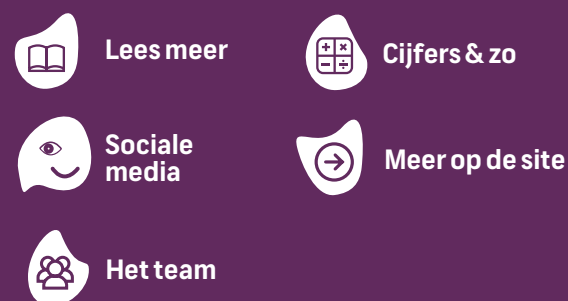 Lees meer
Cijfers & zo
Sociale
media
Meer op de site
Het team